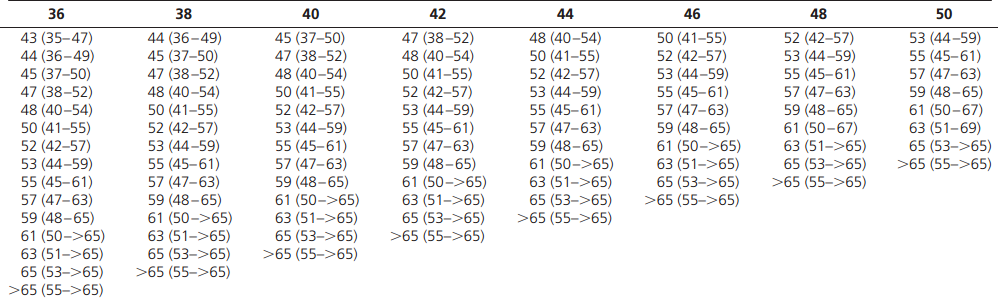 36 38 40 42 44 46 48 50
43 (35–47) 44 (36–49) 45 (37–50) 47 (38–52) 48 (40–54) 50 (41–55) 52 (42–57) 53 (44–59)
44 (36–49) 45 (37–50) 47 (38–52) 48 (40–54) 50 (41–55) 52 (42–57) 53 (44–59) 55 (45–61)
45 (37–50) 47 (38–52) 48 (40–54) 50 (41–55) 52 (42–57) 53 (44–59) 55 (45–61) 57 (47–63)
47 (38–52) 48 (40–54) 50 (41–55) 52 (42–57) 53 (44–59) 55 (45–61) 57 (47–63) 59 (48–65)
48 (40–54) 50 (41–55) 52 (42–57) 53 (44–59) 55 (45–61) 57 (47–63) 59 (48–65) 61 (50–67)
50 (41–55) 52 (42–57) 53 (44–59) 55 (45–61) 57 (47–63) 59 (48–65) 61 (50–67) 63 (51–69)
52 (42–57) 53 (44–59) 55 (45–61) 57 (47–63) 59 (48–65) 61 (50–>65) 63 (51–>65) 65 (53–>65)
53 (44–59) 55 (45–61) 57 (47–63) 59 (48–65) 61 (50–>65) 63 (51–>65) 65 (53–>65) >65 (55–>65)
55 (45–61) 57 (47–63) 59 (48–65) 61 (50–>65) 63 (51–>65) 65 (53–>65) >65 (55–>65)
57 (47–63) 59 (48–65) 61 (50–>65) 63 (51–>65) 65 (53–>65) >65 (55–>65)
59 (48–65) 61 (50–>65) 63 (51–>65) 65 (53–>65) >65 (55–>65)
61 (50–>65) 63 (51–>65) 65 (53–>65) >65 (55–>65)
63 (51–>65) 65 (53–>65) >65 (55–>65)
65 (53–>65) >65 (55–>65)
>65 (55–>65)